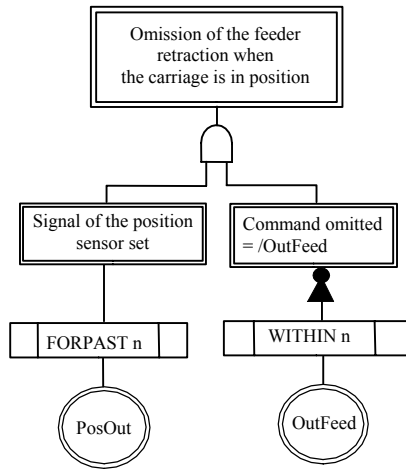 Omission of the feeder
retraction when
the carriage is in position
Signal of the position
sensor set
Command omitted
= /OutFeed
FORPAST n
WITHIN n
PosOut
OutFeed